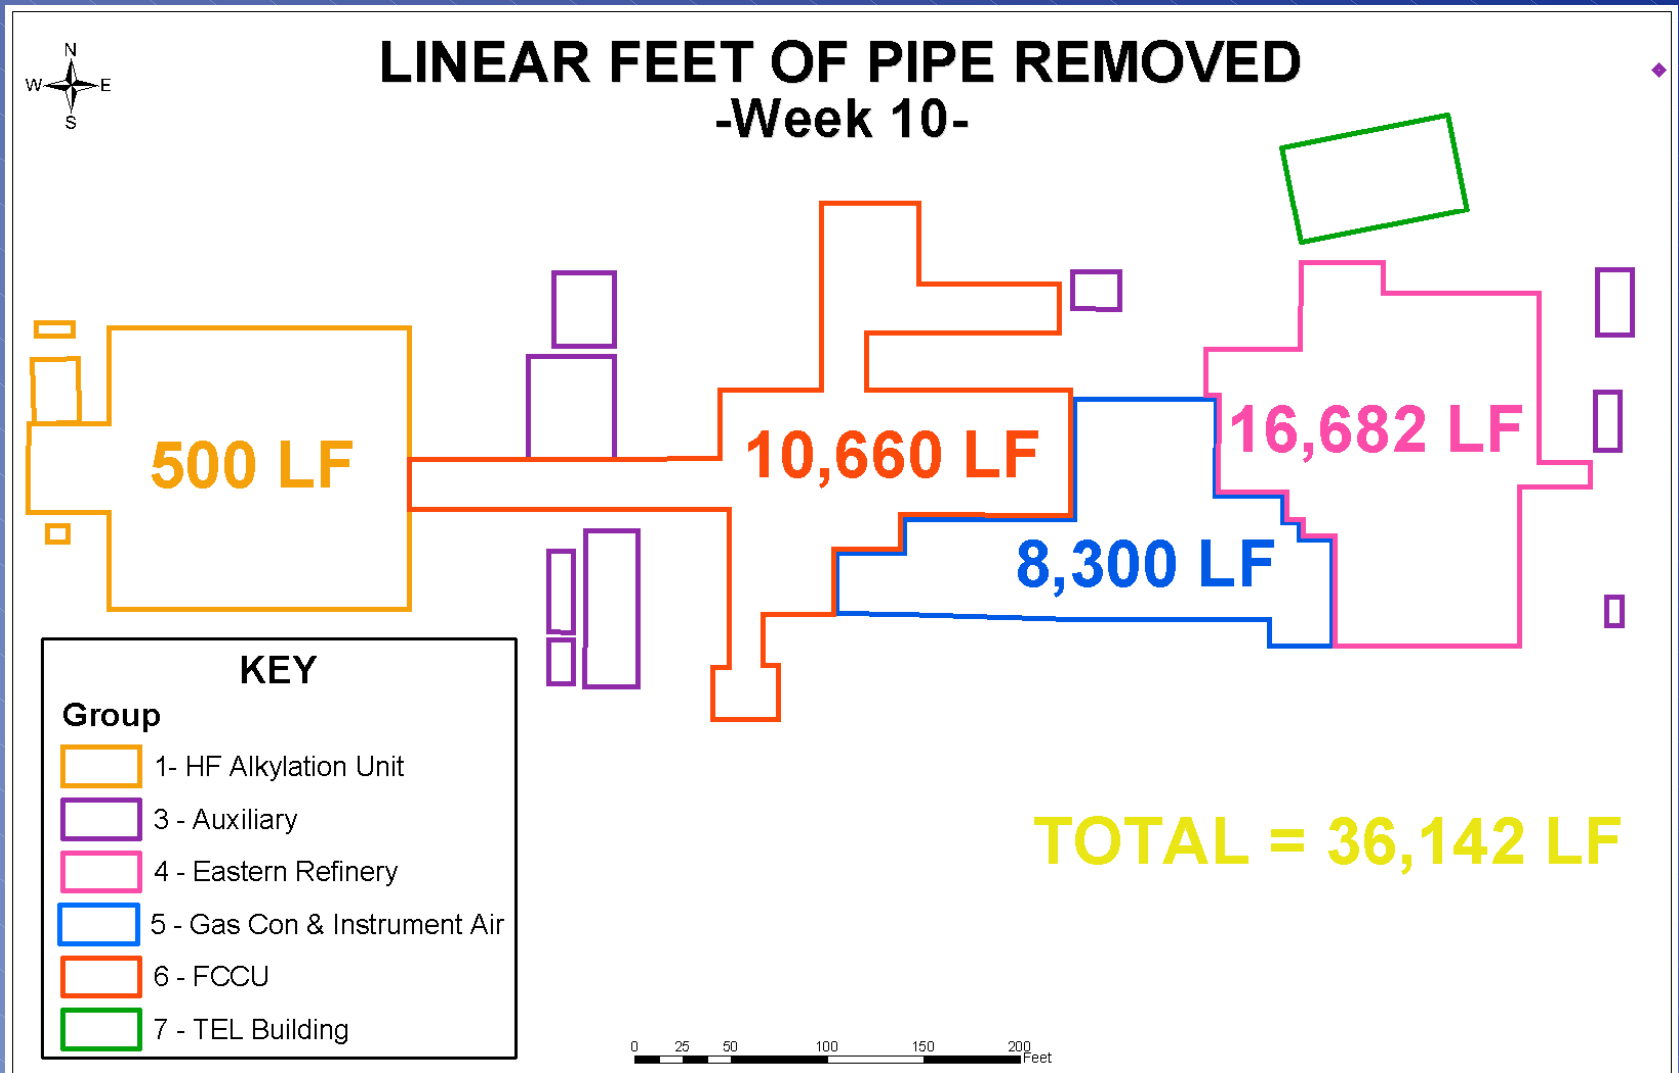 LINEAR FEET OF PIPE REMOVED
-Week 10-
N
W E
S
500 LF
10,660 LF
16,682 LF
8,300 LF
TOTAL = 36,142 LF
KEY
Group
1- HF Alkylation Unit
3 - Auxiliary
4 - Eastern Refinery
5 - Gas Con & Instrument Air
6 - FCCU
7 - TEL Building
0 25 50 100 150 200
Feet